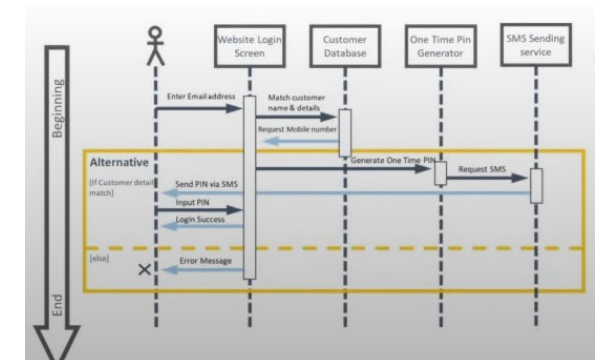 Website Login
Screen
Customer
Database
One Time Pin
Generator
SMS Sending
service
Beginning
Enter Email address
Match customer
name & details
Request Mobile number
Alternative
[If Customer detail
match]
Generate One Time PIN
Request SMS
Send PIN via SMS
Input PIN
Login Success
[else]
Error Message
End